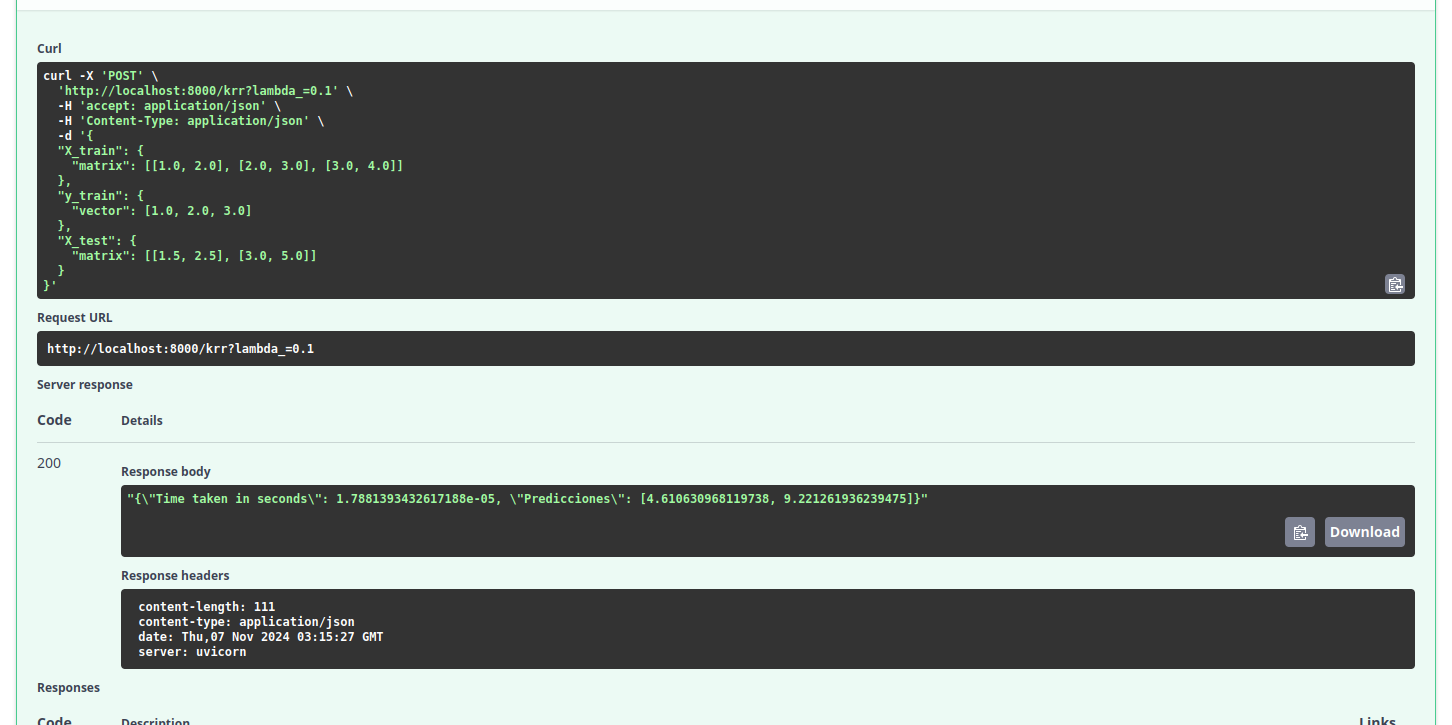 Curl
curl -X 'POST' \
  'http://localhost:8000/krr?lambda_=0.1' \
  -H 'accept: application/json' \
  -H 'Content-Type: application/json' \
  -d '{
  "X_train": {
    "matrix": [[1.0, 2.0], [2.0, 3.0], [3.0, 4.0]]
  },
  "y_train": {
    "vector": [1.0, 2.0, 3.0]
  },
  "X_test": {
    "matrix": [[1.5, 2.5], [3.0, 5.0]]
  }
}'
Request URL
http://localhost:8000/krr?lambda_=0.1
Server response
Code Details
200
Response body
"{\"Time taken in seconds\": 1.7881393432617188e-05, \"Predicciones\": [4.610630968119738, 9.221261936239475]}"
Download
Response headers
content-length: 111
content-type: application/json
date: Thu,07 Nov 2024 03:15:27 GMT
server: uvicorn
Responses
Code Description Links